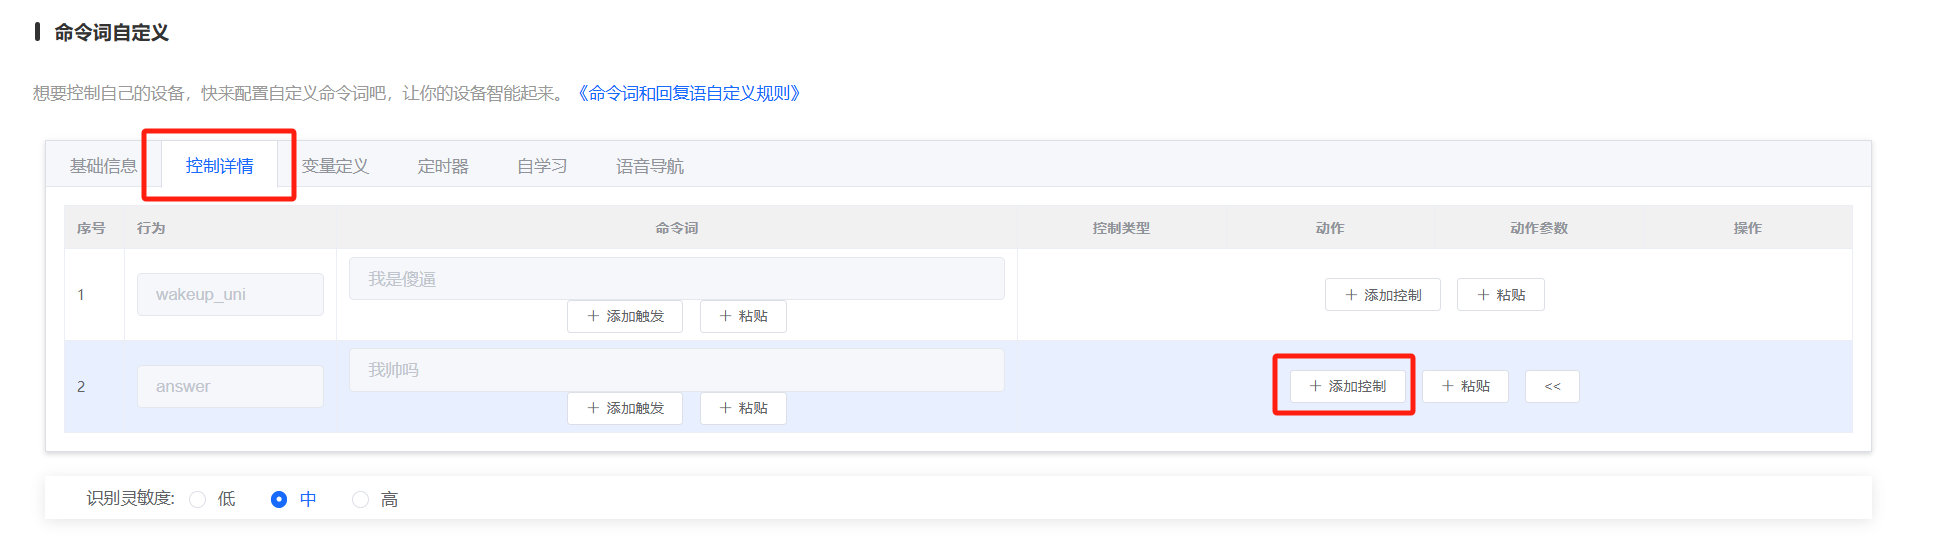 命令词自定义
想要控制自己的设备，快来配置自定义命令词吧，让你的设备智能起来。《命令词和回复语自定义规则》
基础信息 控制详情 变量定义 定时器 自学习 语音导航
序号 行为 命令词 控制类型 动作 动作参数 操作
我是傻逼
1 wakeup_uni ＋ 添加控制 ＋ 粘贴
＋ 添加触发 ＋ 粘贴
我帅吗
2 answer ＋ 添加控制 ＋ 粘贴 <<
＋ 添加触发 ＋ 粘贴
识别灵敏度: 低 中 高